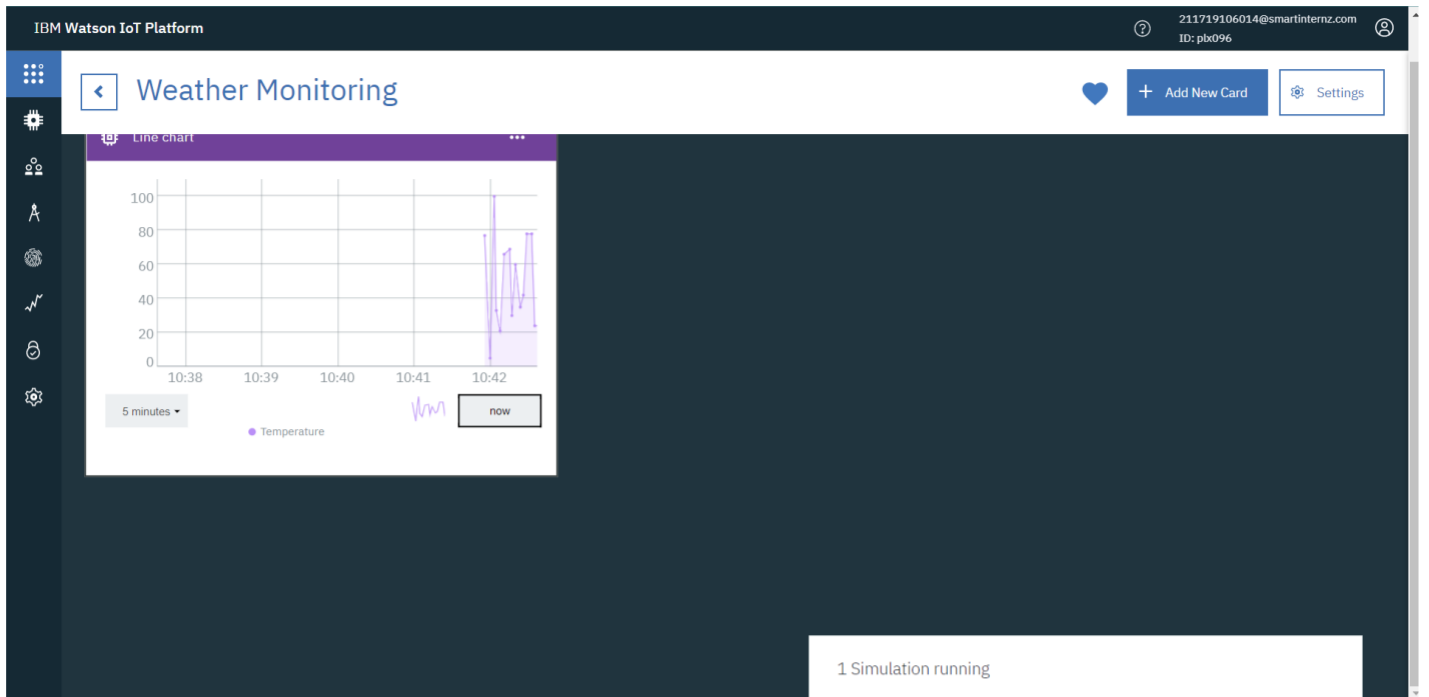 IBM Watson IoT Platform
211719106014@smartinternz.com
ID: plx096
Weather Monitoring
Add New Card
Settings
Line chart
100
80
60
40
20
0
10:38 10:39 10:40 10:41 10:42
5 minutes
now
Temperature
1 Simulation running